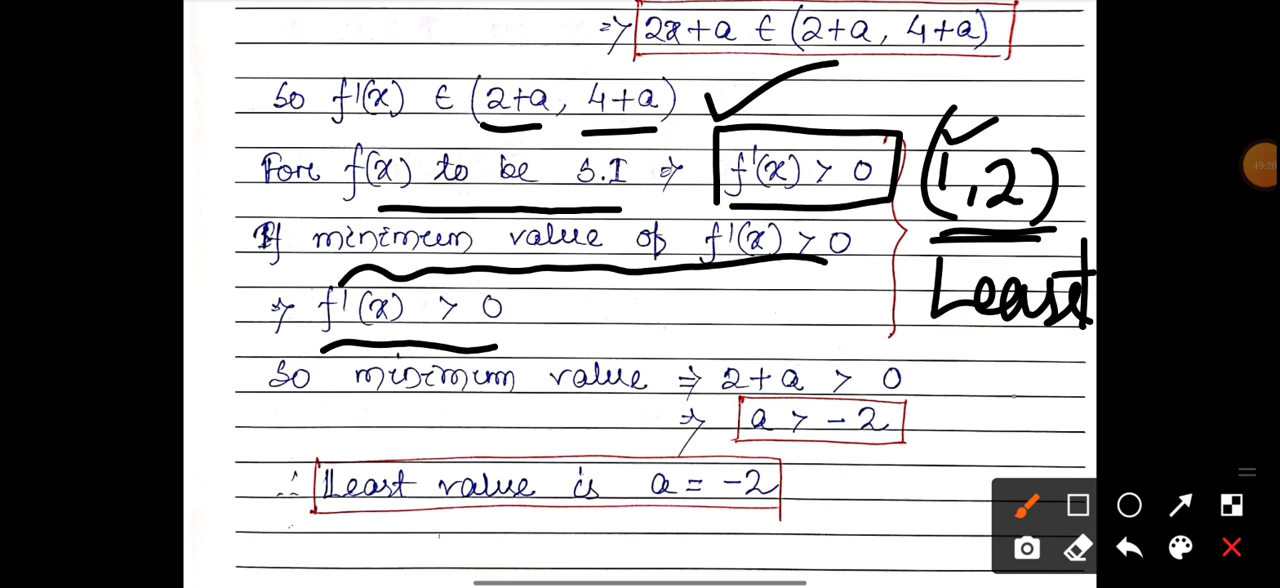 ⇒ 2x+a ∈ (2+a, 4+a)
So f'(x) ∈ (2+a, 4+a)
For f(x) to be S.I ⇒ f'(x) > 0
(1,2)
If minimum value of f'(x) > 0
Least
⇒ f'(x) > 0
So minimum value ⇒ 2+a > 0
⇒ a > -2
∴ Least value is a = -2